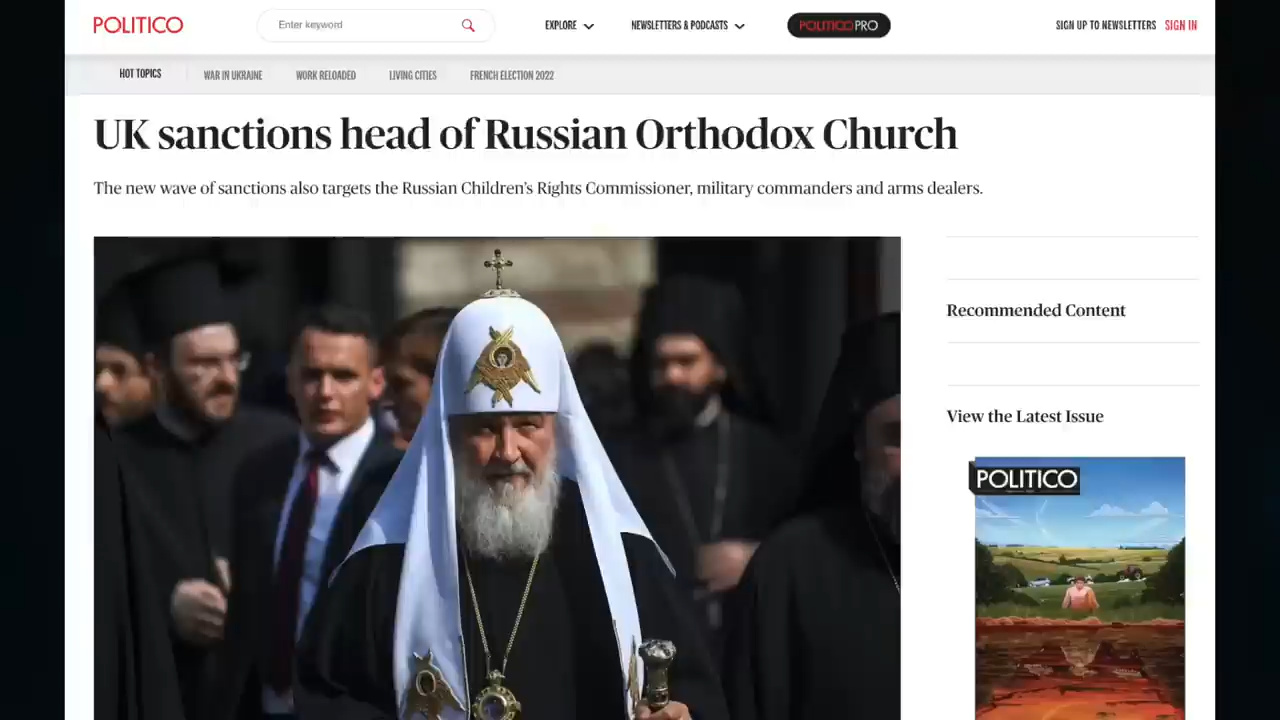 POLITICO
Enter keyword
EXPLORE
NEWSLETTERS & PODCASTS
POLITICO PRO
SIGN UP TO NEWSLETTERS
SIGN IN
HOT TOPICS
WAR IN UKRAINE
WORK RELOADED
LIVING CITIES
FRENCH ELECTION 2022
UK sanctions head of Russian Orthodox Church
The new wave of sanctions also targets the Russian Children's Rights Commissioner, military commanders and arms dealers.
Recommended Content
View the Latest Issue
POLITICO